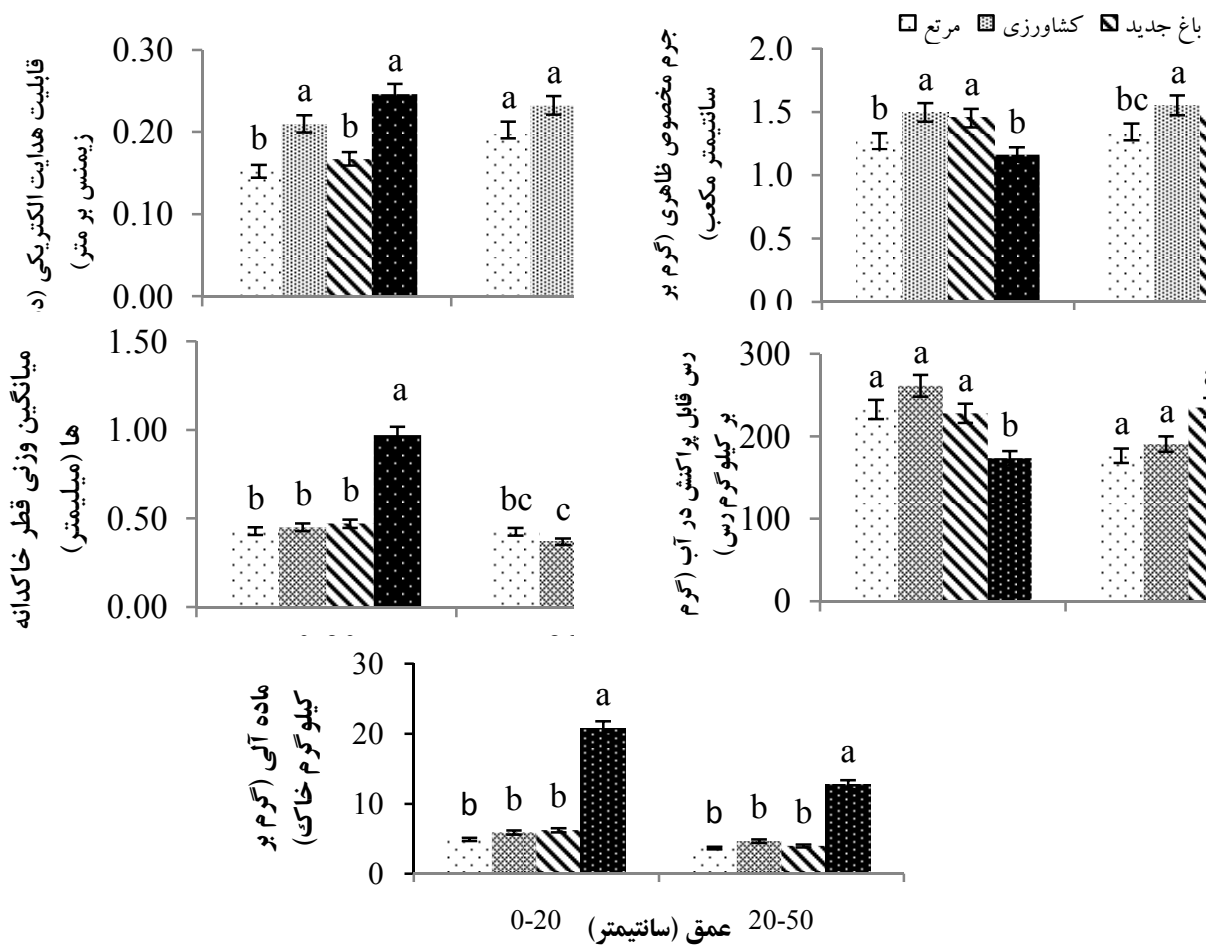 مرتع کشاورزی باغ جدید
قابلیت هدایت الکتریکی (د
زیمنس بر متر)
0.30
0.20
0.10
0.00
b
a
b
a
a
a
جرم مخصوص ظاهری (گرم بر
سانتیمتر مکعب)
2.0
1.5
1.0
0.5
0.0
b
a
a
b
bc
a
میانگین وزنی قطر خاکدانه
ها (میلیمتر)
1.50
1.00
0.50
0.00
b
b
b
a
bc
c
رس قابل پراکنش در آب (گرم
بر کیلوگرم رس)
300
200
100
0
a
a
a
b
a
a
ماده آلی (گرم بر
کیلوگرم خاک)
30
20
10
0
b
b
b
a
b
b
b
a
0-20
20-50
عمق (سانتیمتر)